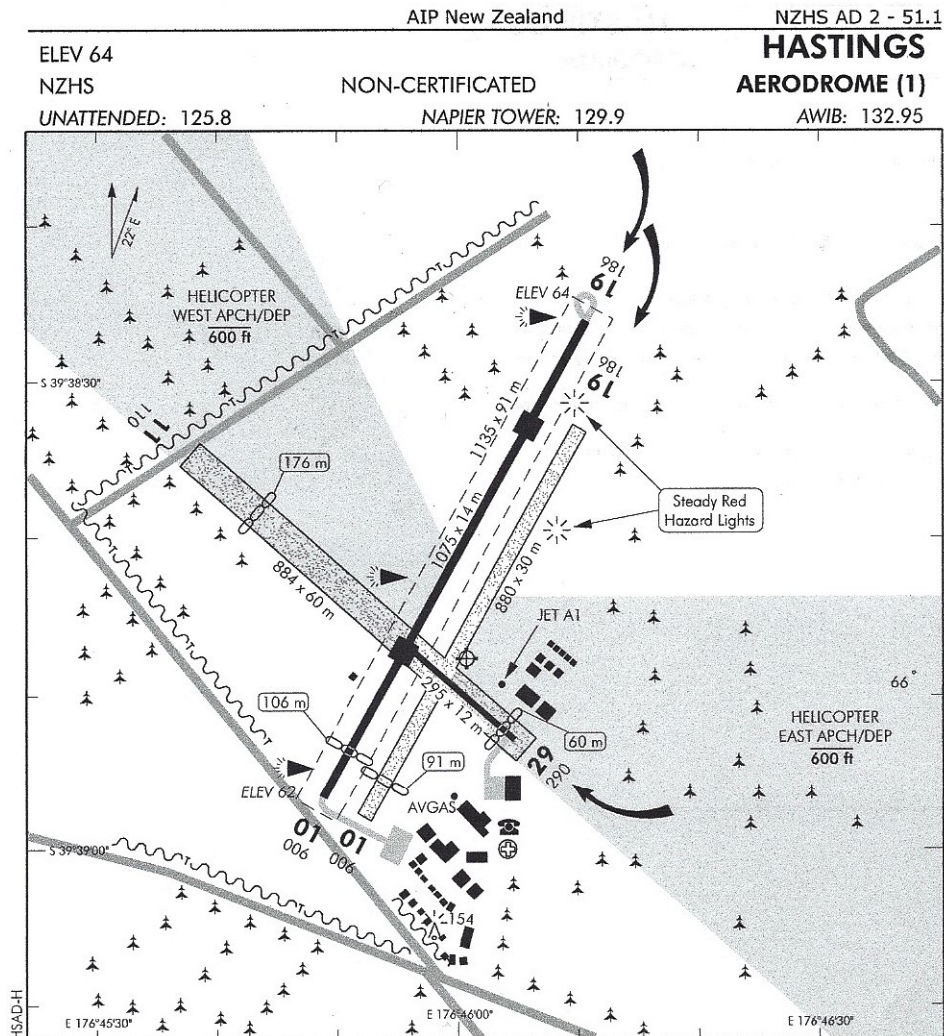 AIP New Zealand
NZHS AD 2 - 51.1
ELEV 64
HASTINGS
NZHS
NON-CERTIFICATED
AERODROME (1)
UNATTENDED: 125.8
NAPIER TOWER: 129.9
AWIB: 132.95
22° E
186
19
ELEV 64
HELICOPTER
WEST APCH/DEP
600 ft
186
19
S 39°38'30"
110
11
1135 x 91 m
176 m
Steady Red
Hazard Lights
1075 x 14 m
880 x 30 m
884 x 60 m
JET A1
66°
295 x 12 m
106 m
HELICOPTER
EAST APCH/DEP
600 ft
60 m
29
290
91 m
ELEV 62
AVGAS
01
01
006
006
S 39°39'00"
154
HSAD-H
E 176°45'30"
E 176°46'00"
E 176°46'30"